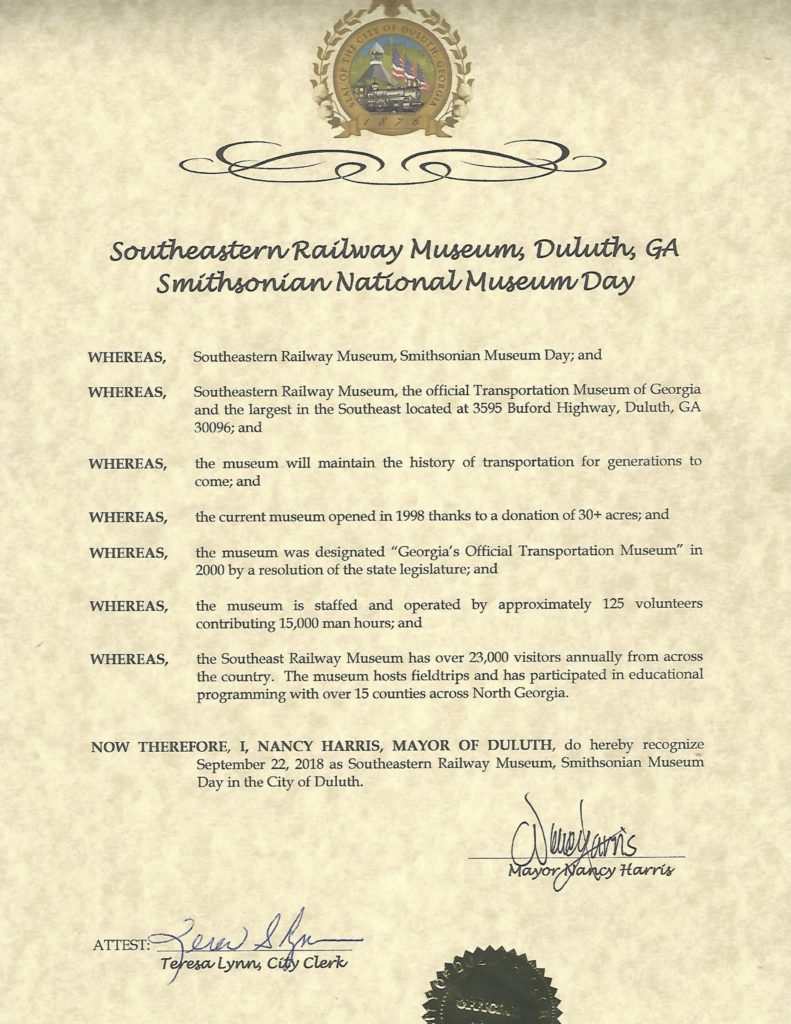 SEAL OF THE CITY OF DULUTH, GEORGIA
1876
Southeastern Railway Museum, Duluth, GA
Smithsonian National Museum Day
WHEREAS, Southeastern Railway Museum, Smithsonian Museum Day; and
WHEREAS, Southeastern Railway Museum, the official Transportation Museum of Georgia
and the largest in the Southeast located at 3595 Buford Highway, Duluth, GA
30096; and
WHEREAS, the museum will maintain the history of transportation for generations to
come; and
WHEREAS, the current museum opened in 1998 thanks to a donation of 30+ acres; and
WHEREAS, the museum was designated “Georgia’s Official Transportation Museum” in
2000 by a resolution of the state legislature; and
WHEREAS, the museum is staffed and operated by approximately 125 volunteers
contributing 15,000 man hours; and
WHEREAS, the Southeast Railway Museum has over 23,000 visitors annually from across
the country. The museum hosts fieldtrips and has participated in educational
programming with over 15 counties across North Georgia.
NOW THEREFORE, I, NANCY HARRIS, MAYOR OF DULUTH, do hereby recognize
September 22, 2018 as Southeastern Railway Museum, Smithsonian Museum
Day in the City of Duluth.
Mayor Nancy Harris
ATTEST:
Teresa Lynn, City Clerk